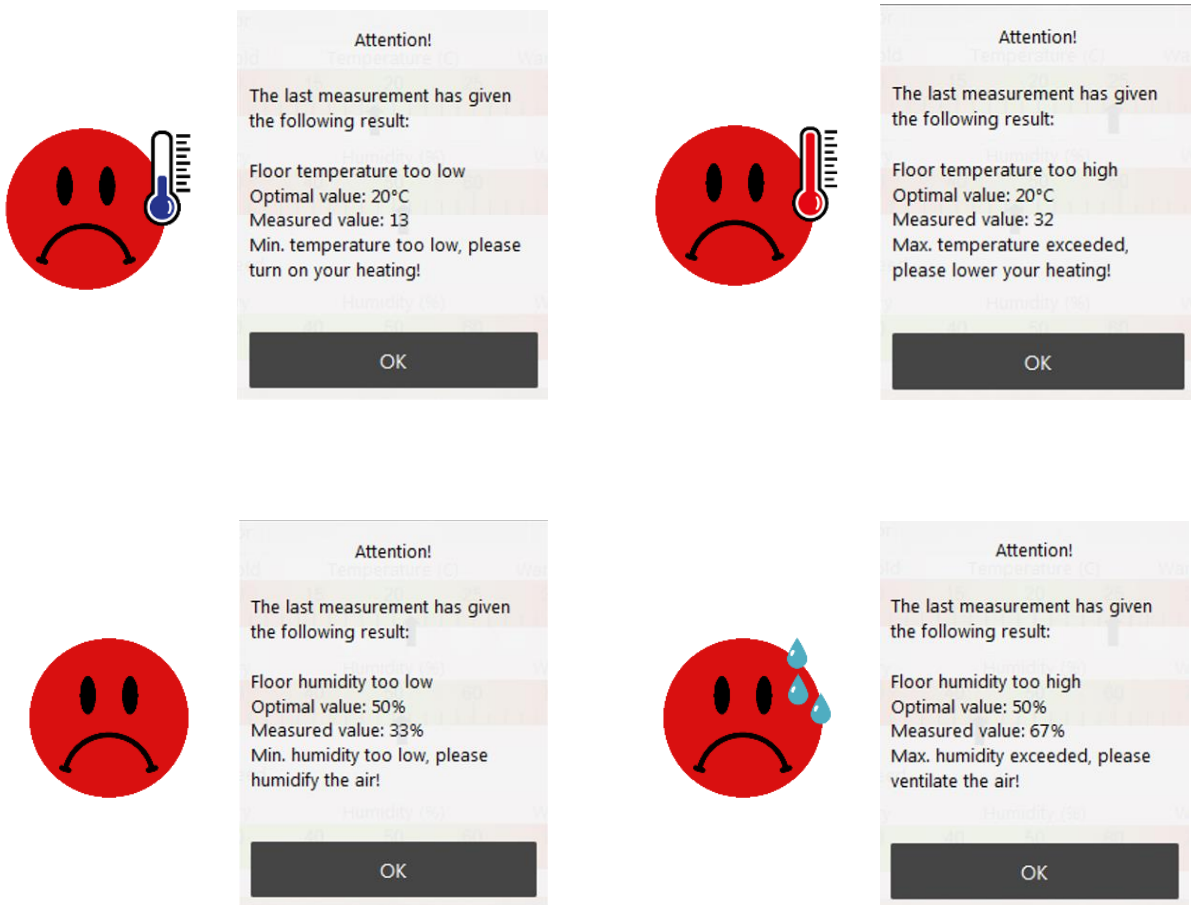 Attention!
The last measurement has given
the following result:
Floor temperature too low
Optimal value: 20°C
Measured value: 13
Min. temperature too low, please
turn on your heating!
OK
Attention!
The last measurement has given
the following result:
Floor temperature too high
Optimal value: 20°C
Measured value: 32
Max. temperature exceeded,
please lower your heating!
OK
Attention!
The last measurement has given
the following result:
Floor humidity too low
Optimal value: 50%
Measured value: 33%
Min. humidity too low, please
humidify the air!
OK
Attention!
The last measurement has given
the following result:
Floor humidity too high
Optimal value: 50%
Measured value: 67%
Max. humidity exceeded, please
ventilate the air!
OK